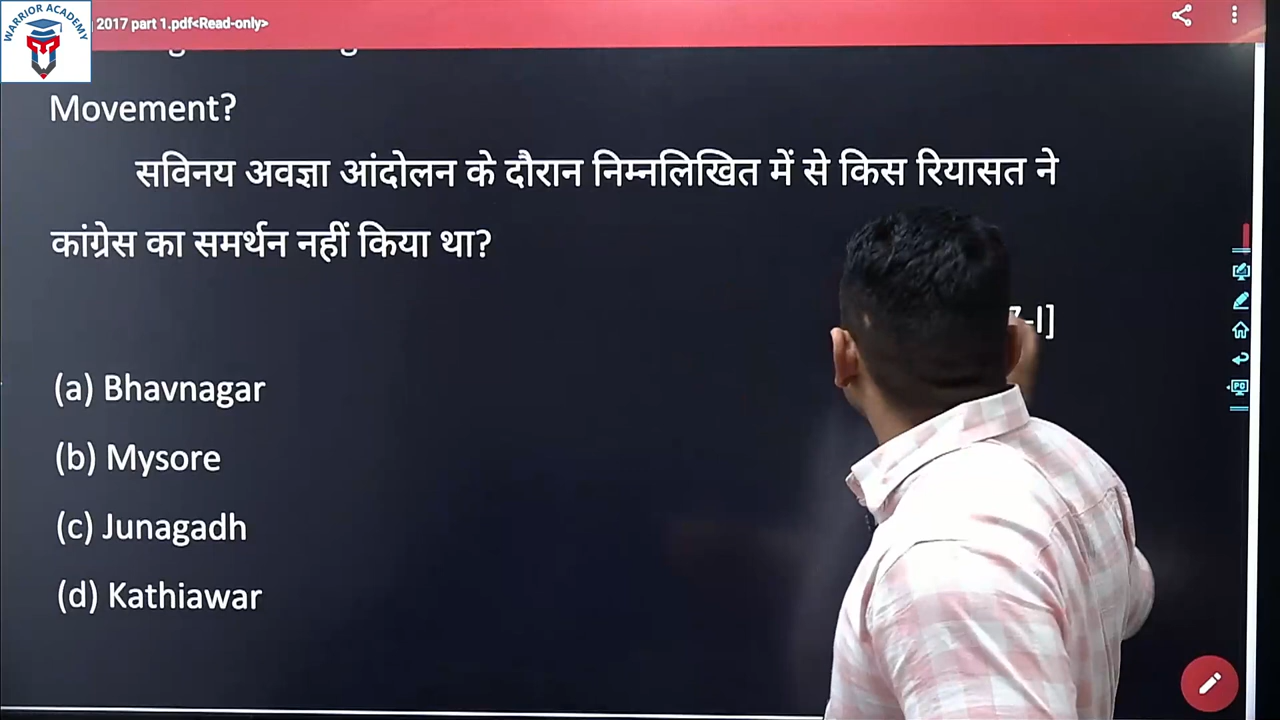 WARRIOR ACADEMY
2017 part 1.pdf<Read-only>
Movement?
सविनय अवज्ञा आंदोलन के दौरान निम्नलिखित में से किस रियासत ने
कांग्रेस का समर्थन नहीं किया था?
7-I]
(a) Bhavnagar
(b) Mysore
(c) Junagadh
(d) Kathiawar